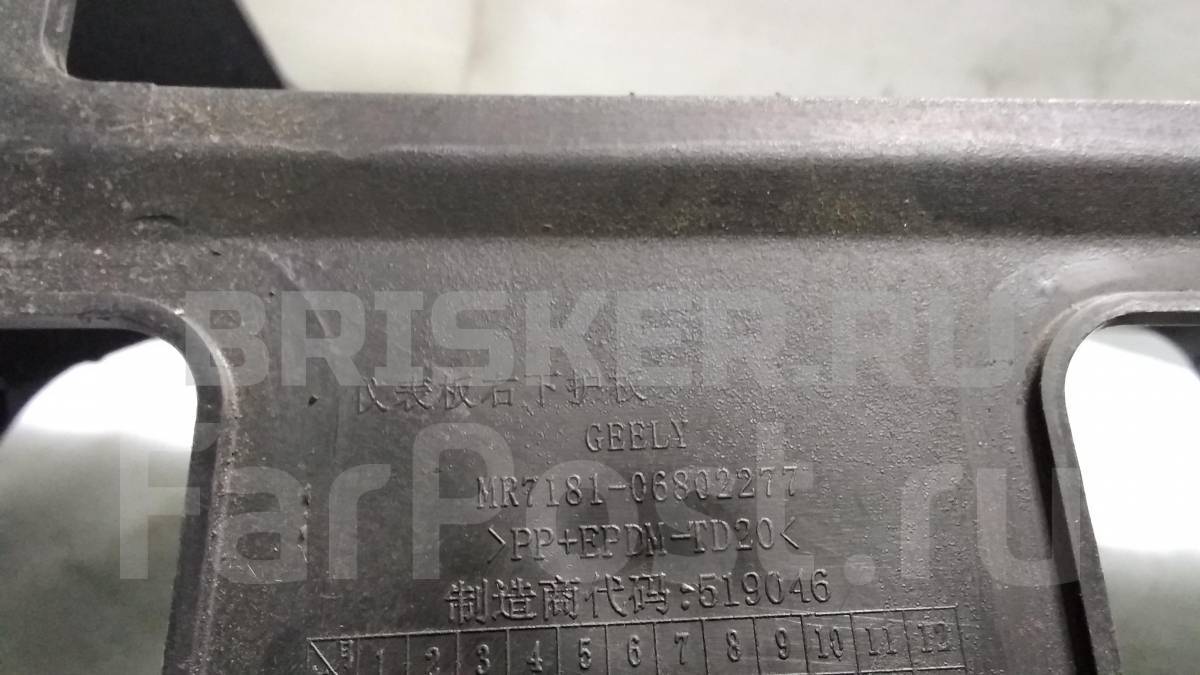 BRISKER.RU
仪表板右下护板
GEELY
FarPost.ru
MR7181-06802277
>PP+EPDM-TD20<
制造商代码:519046
月 1 2 3 4 5 6 7 8 9 10 11 12